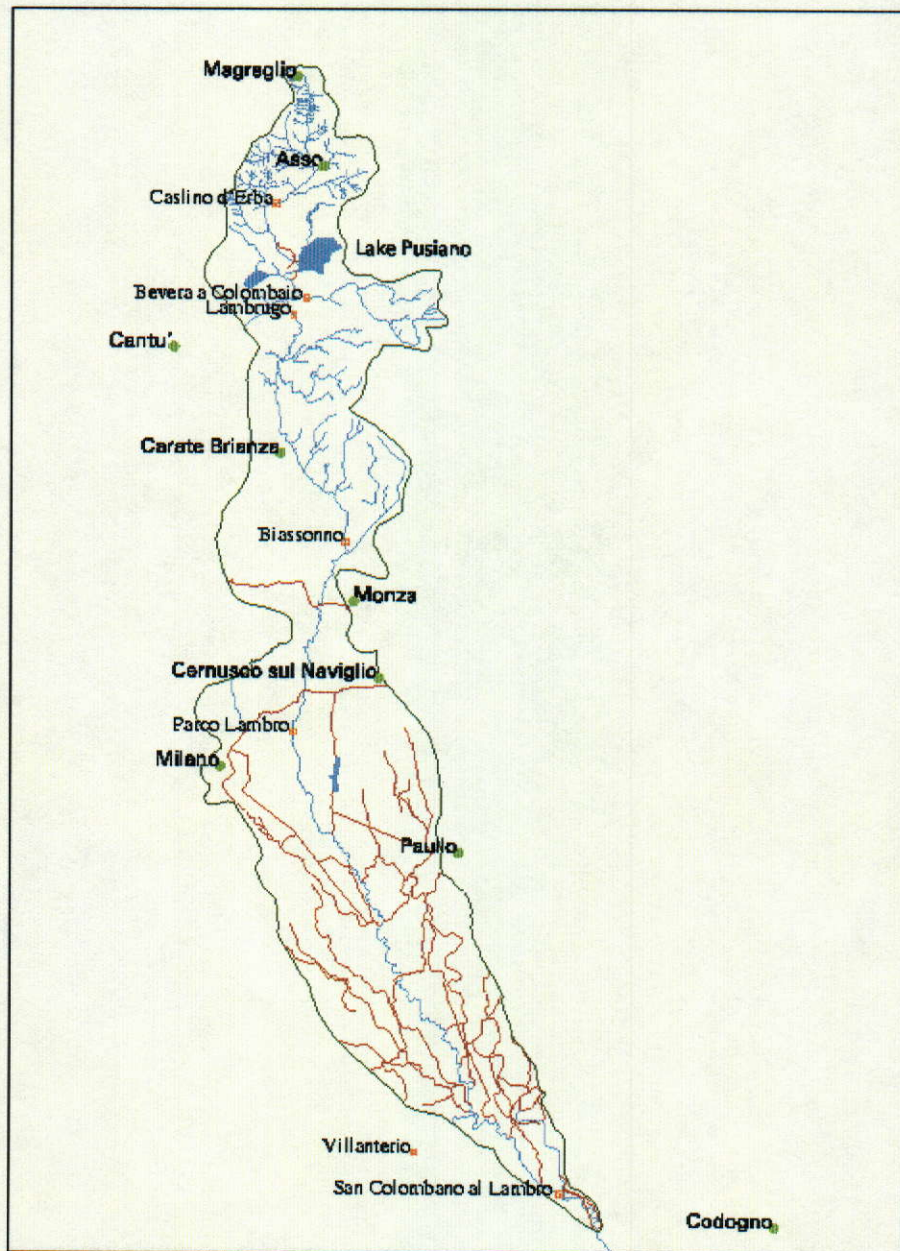 Magreglio
Asso
Caslino d'Erba
Lake Pusiano
Bevera a Colombaio
Lambrugo
Cantu'
Carate Brianza
Biassonno
Monza
Cernusco sul Naviglio
Parco Lambro
Milano
Paullo
Villanterio
San Colombano al Lambro
Codogno